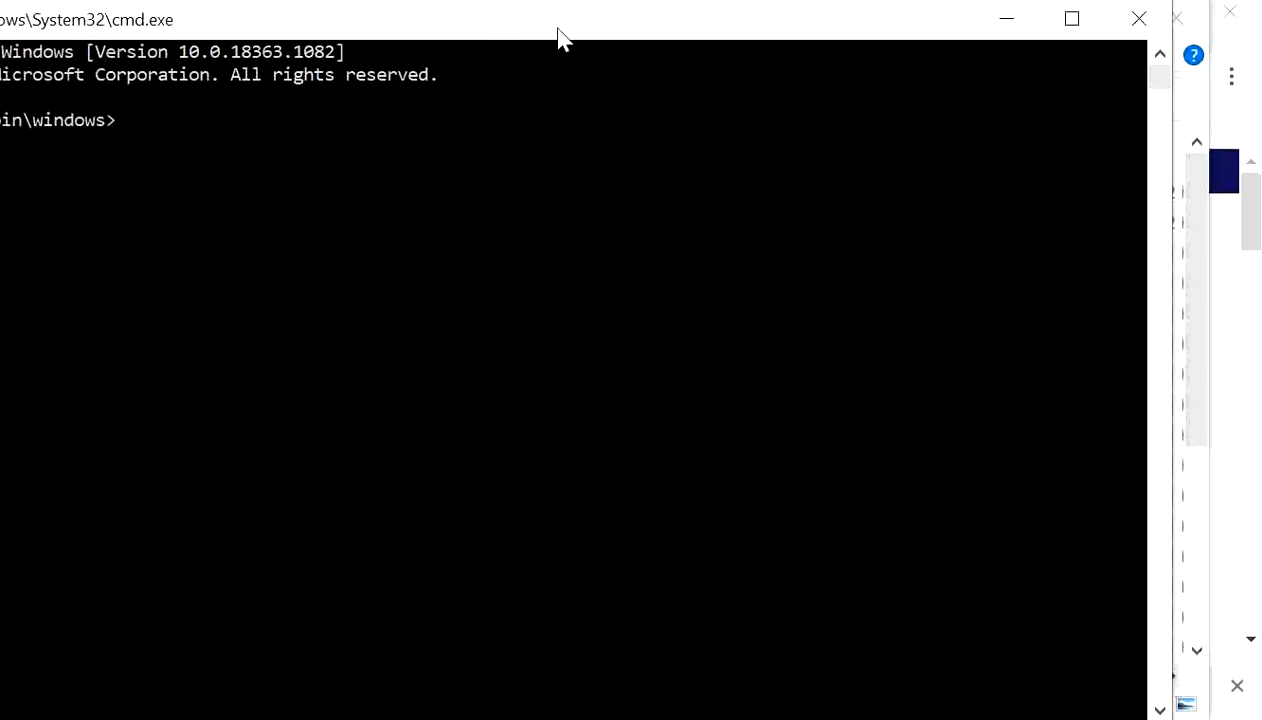 ows\System32\cmd.exe
Windows [Version 10.0.18363.1082]
icrosoft Corporation. All rights reserved.
in\windows>
?